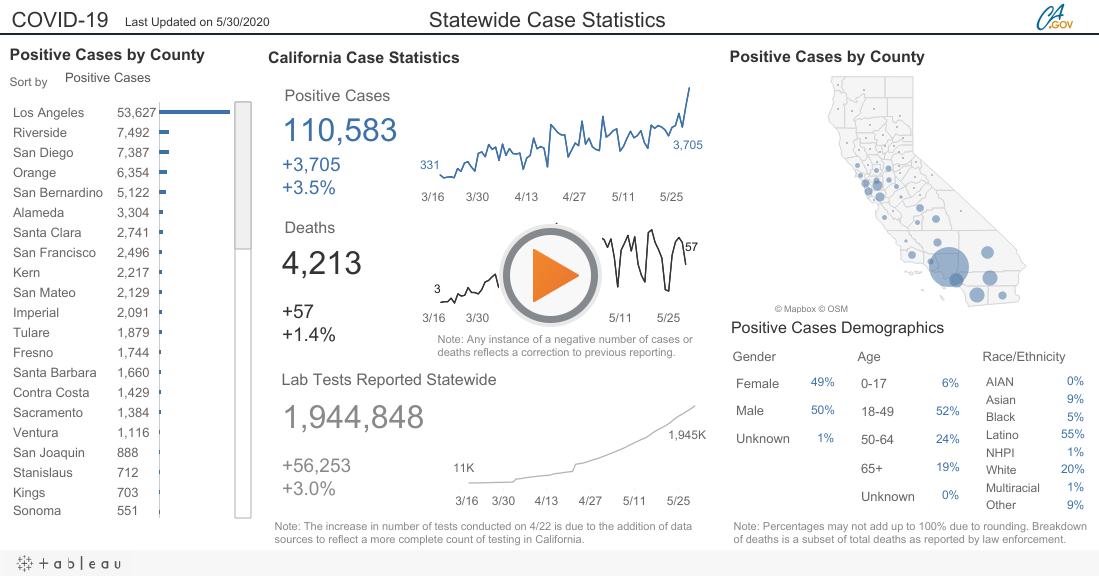 COVID-19 Last Updated on 5/30/2020 Statewide Case Statistics CA.GOV
Positive Cases by County
Sort by Positive Cases
Los Angeles 53,627
Riverside 7,492
San Diego 7,387
Orange 6,354
San Bernardino 5,122
Alameda 3,304
Santa Clara 2,741
San Francisco 2,496
Kern 2,217
San Mateo 2,129
Imperial 2,091
Tulare 1,879
Fresno 1,744
Santa Barbara 1,660
Contra Costa 1,429
Sacramento 1,384
Ventura 1,116
San Joaquin 888
Stanislaus 712
Kings 703
Sonoma 551
California Case Statistics
Positive Cases
110,583
+3,705
+3.5%
331
3,705
3/16 3/30 4/13 4/27 5/11 5/25
Deaths
4,213
+57
+1.4%
3
57
3/16 3/30 5/11 5/25
Note: Any instance of a negative number of cases or
deaths reflects a correction to previous reporting.
Lab Tests Reported Statewide
1,944,848
+56,253
+3.0%
11K
1,945K
3/16 3/30 4/13 4/27 5/11 5/25
Note: The increase in number of tests conducted on 4/22 is due to the addition of data
sources to reflect a more complete count of testing in California.
Positive Cases by County
© Mapbox © OSM
Positive Cases Demographics
Gender
Female 49%
Male 50%
Unknown 1%
Age
0-17 6%
18-49 52%
50-64 24%
65+ 19%
Unknown 0%
Race/Ethnicity
AIAN 0%
Asian 9%
Black 5%
Latino 55%
NHPI 1%
White 20%
Multiracial 1%
Other 9%
Note: Percentages may not add up to 100% due to rounding. Breakdown
of deaths is a subset of total deaths as reported by law enforcement.
+ableau